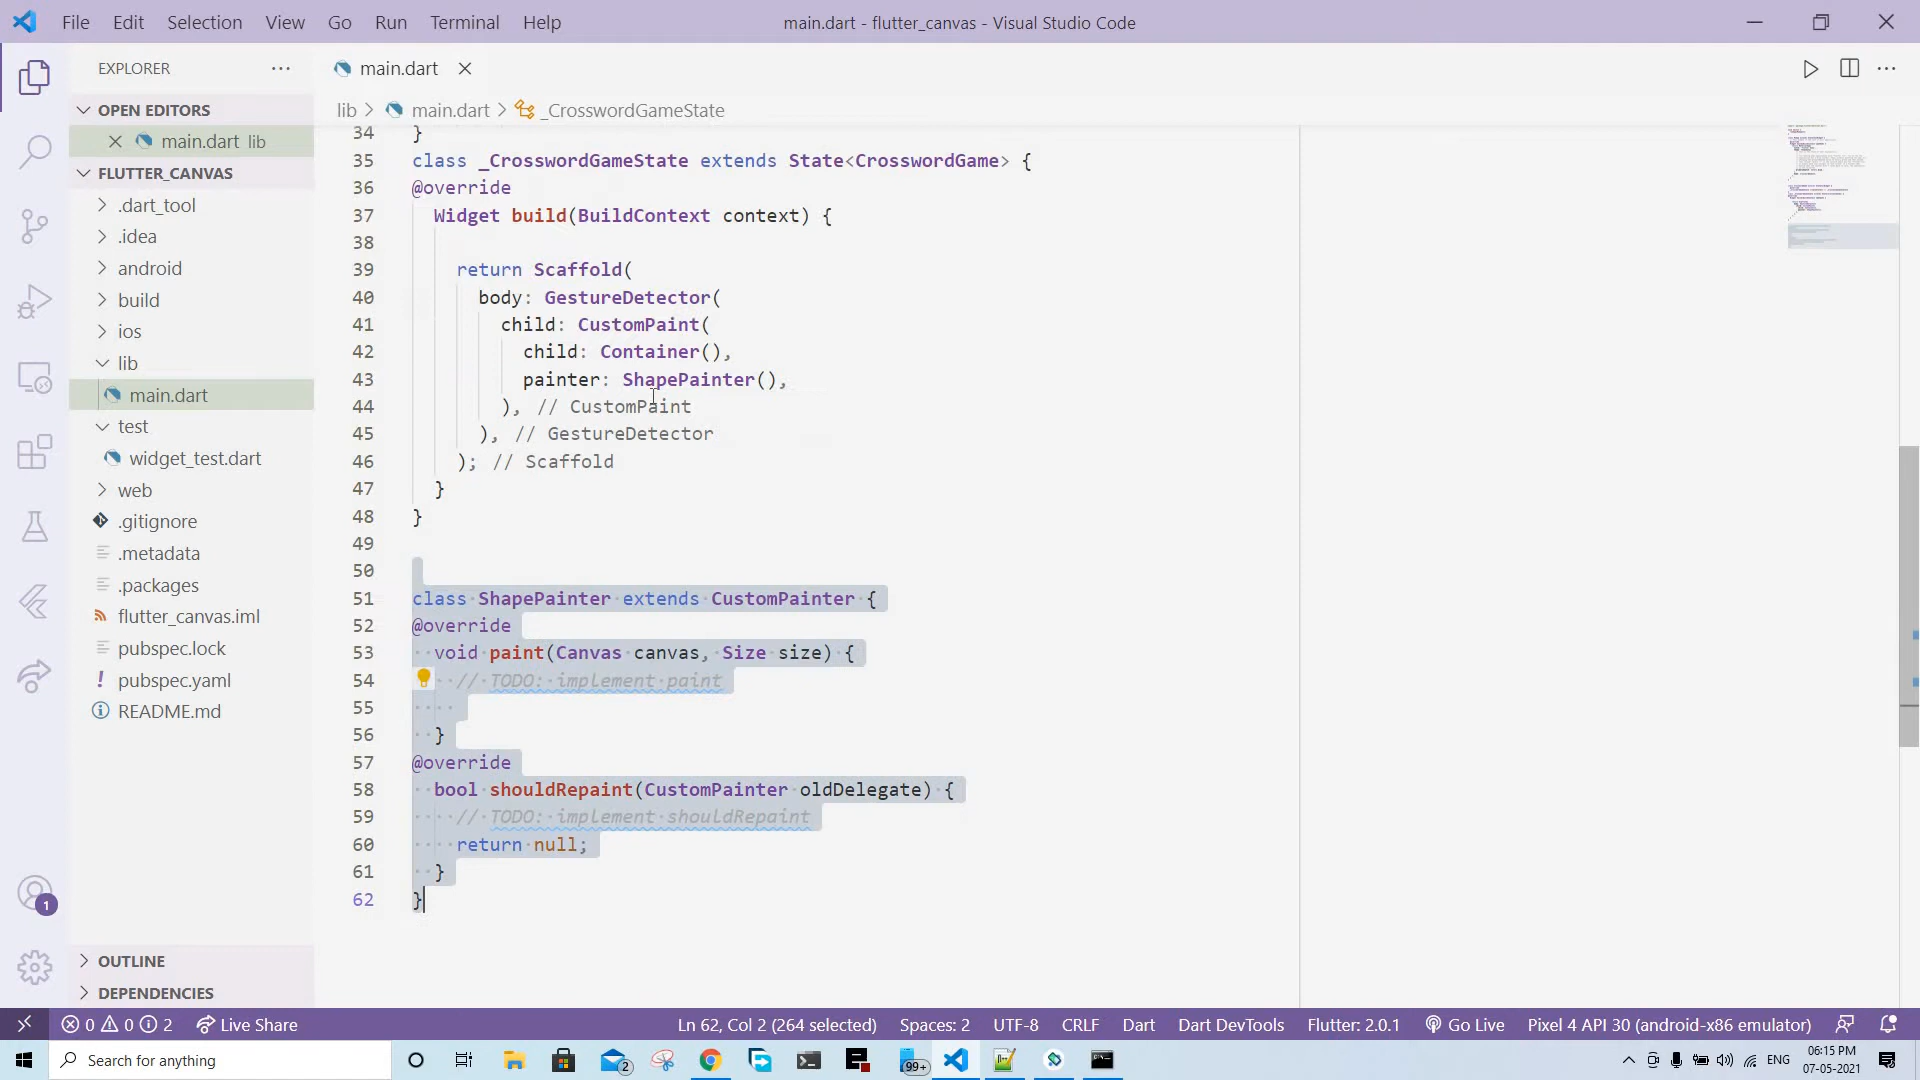 File Edit Selection View Go Run Terminal Help
main.dart - flutter_canvas - Visual Studio Code
EXPLORER
main.dart
OPEN EDITORS
main.dart lib
FLUTTER_CANVAS
.dart_tool
.idea
android
build
ios
lib
main.dart
test
widget_test.dart
web
.gitignore
.metadata
.packages
flutter_canvas.iml
pubspec.lock
! pubspec.yaml
README.md
OUTLINE
DEPENDENCIES
1
lib > main.dart > _CrosswordGameState
34 }
35 class _CrosswordGameState extends State<CrosswordGame> {
36 @override
37 Widget build(BuildContext context) {
38
39 return Scaffold(
40 body: GestureDetector(
41 child: CustomPaint(
42 child: Container(),
43 painter: ShapePainter(),
44 ), // CustomPaint
45 ), // GestureDetector
46 ); // Scaffold
47 }
48 }
49
50
51 class ShapePainter extends CustomPainter {
52 @override
53 void paint(Canvas canvas, Size size) {
54 // TODO: implement paint
55
56 }
57 @override
58 bool shouldRepaint(CustomPainter oldDelegate) {
59 // TODO: implement shouldRepaint
60 return null;
61 }
62 }
0 0 2 Live Share
Ln 62, Col 2 (264 selected) Spaces: 2 UTF-8 CRLF Dart Dart DevTools Flutter: 2.0.1 Go Live Pixel 4 API 30 (android-x86 emulator)
Search for anything
2
99+
ENG
06:15 PM
07-05-2021